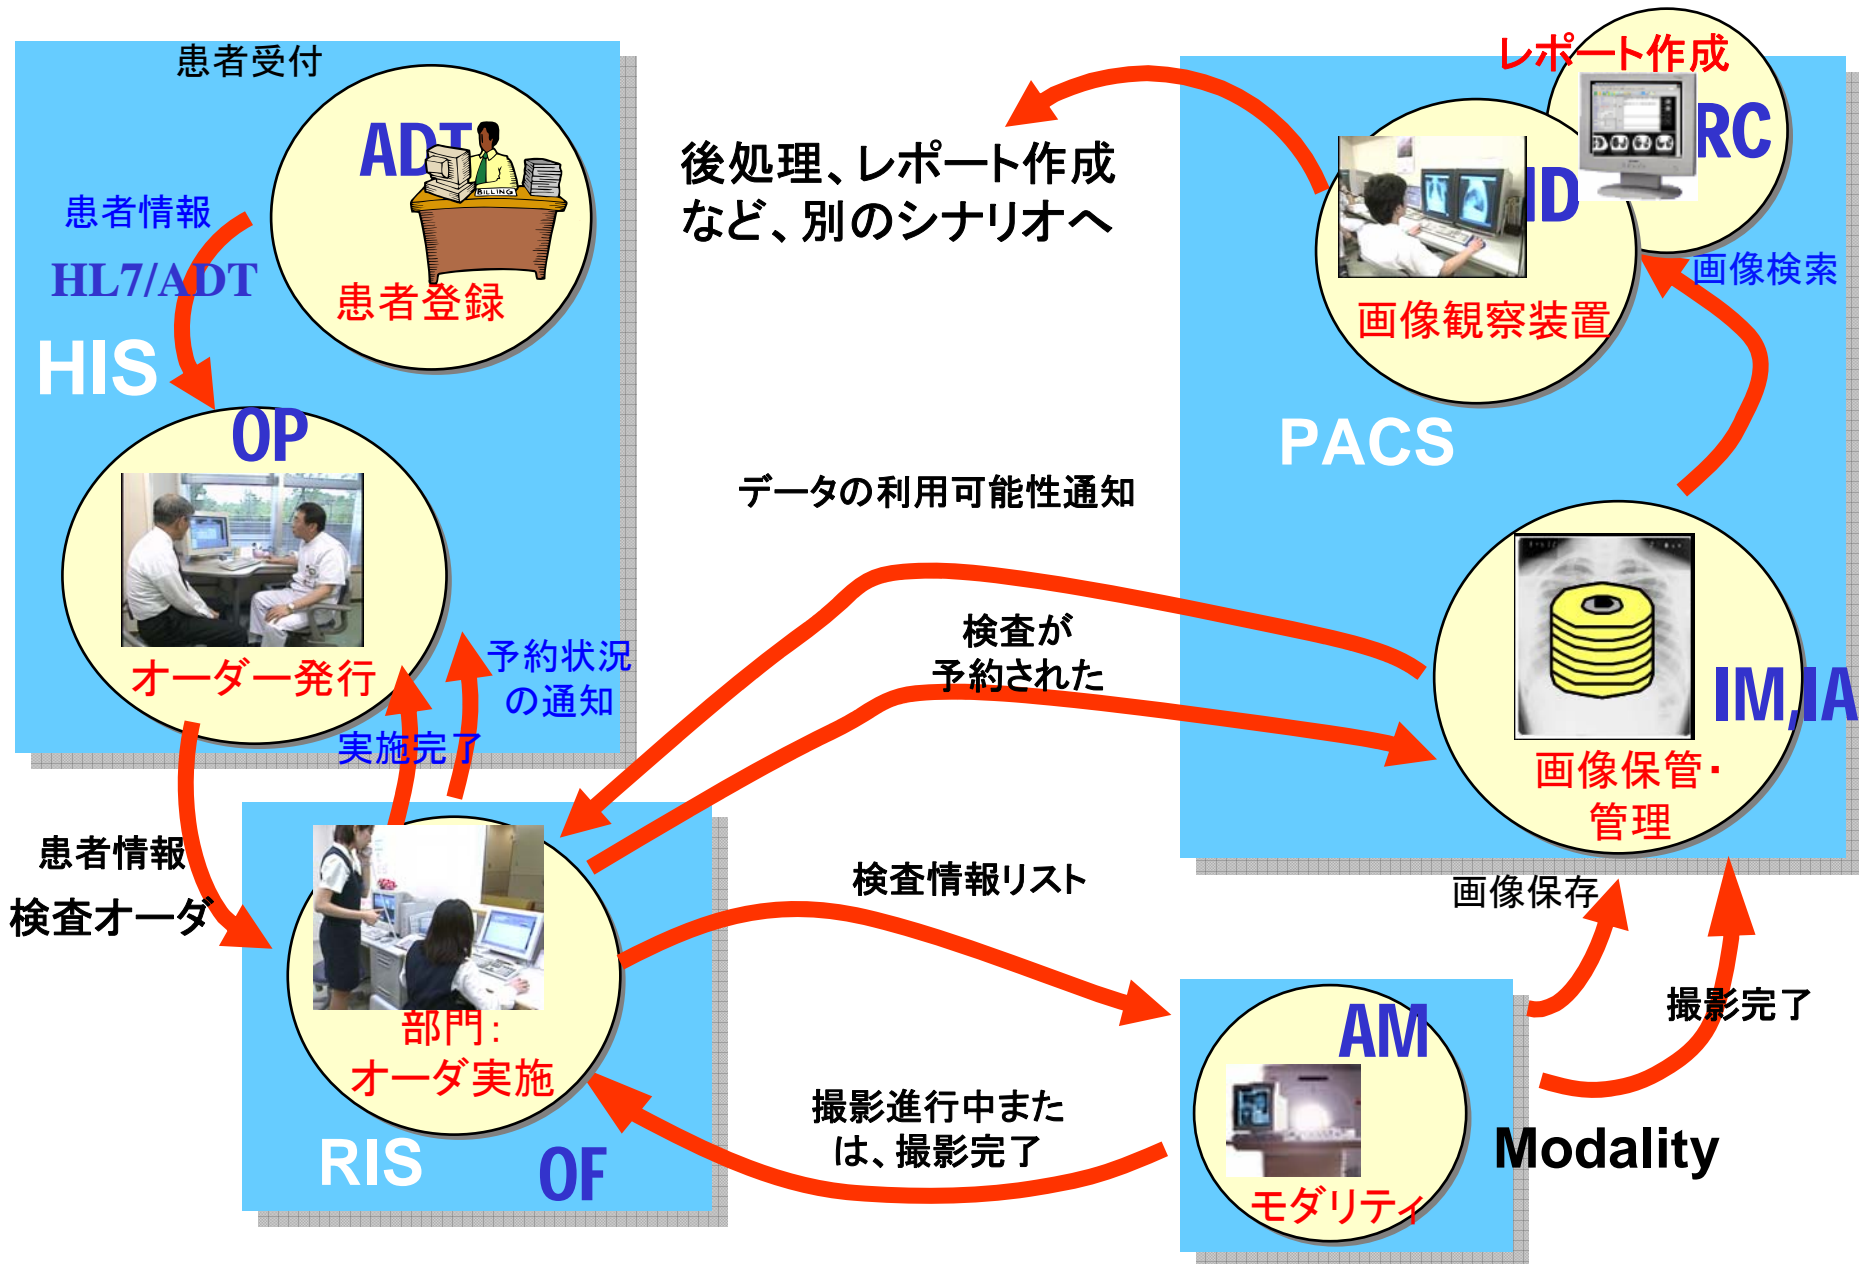 患者受付
ADT
BILLING
患者登録
患者情報
HL7/ADT
HIS
OP
オーダー発行
予約状況
の通知
実施完了
患者情報
検査オーダ
部門：
オーダ実施
RIS
OF
後処理、レポート作成
など、別のシナリオへ
データの利用可能性通知
検査が
予約された
検査情報リスト
撮影進行中また
は、撮影完了
レポート作成
RC
ID
画像観察装置
画像検索
PACS
IM,IA
画像保管・
管理
画像保存
撮影完了
AM
モダリティ
Modality